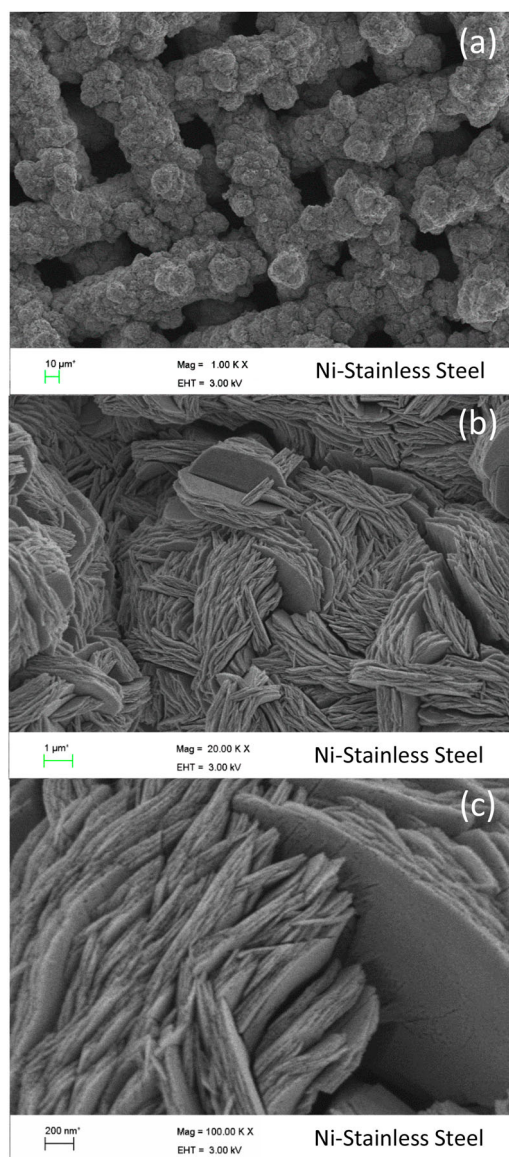 (a)
10 µm*
Mag = 1.00 K X
EHT = 3.00 kV
Ni-Stainless Steel
(b)
1 µm*
Mag = 20.00 K X
EHT = 3.00 kV
Ni-Stainless Steel
(c)
200 nm*
Mag = 100.00 K X
EHT = 3.00 kV
Ni-Stainless Steel